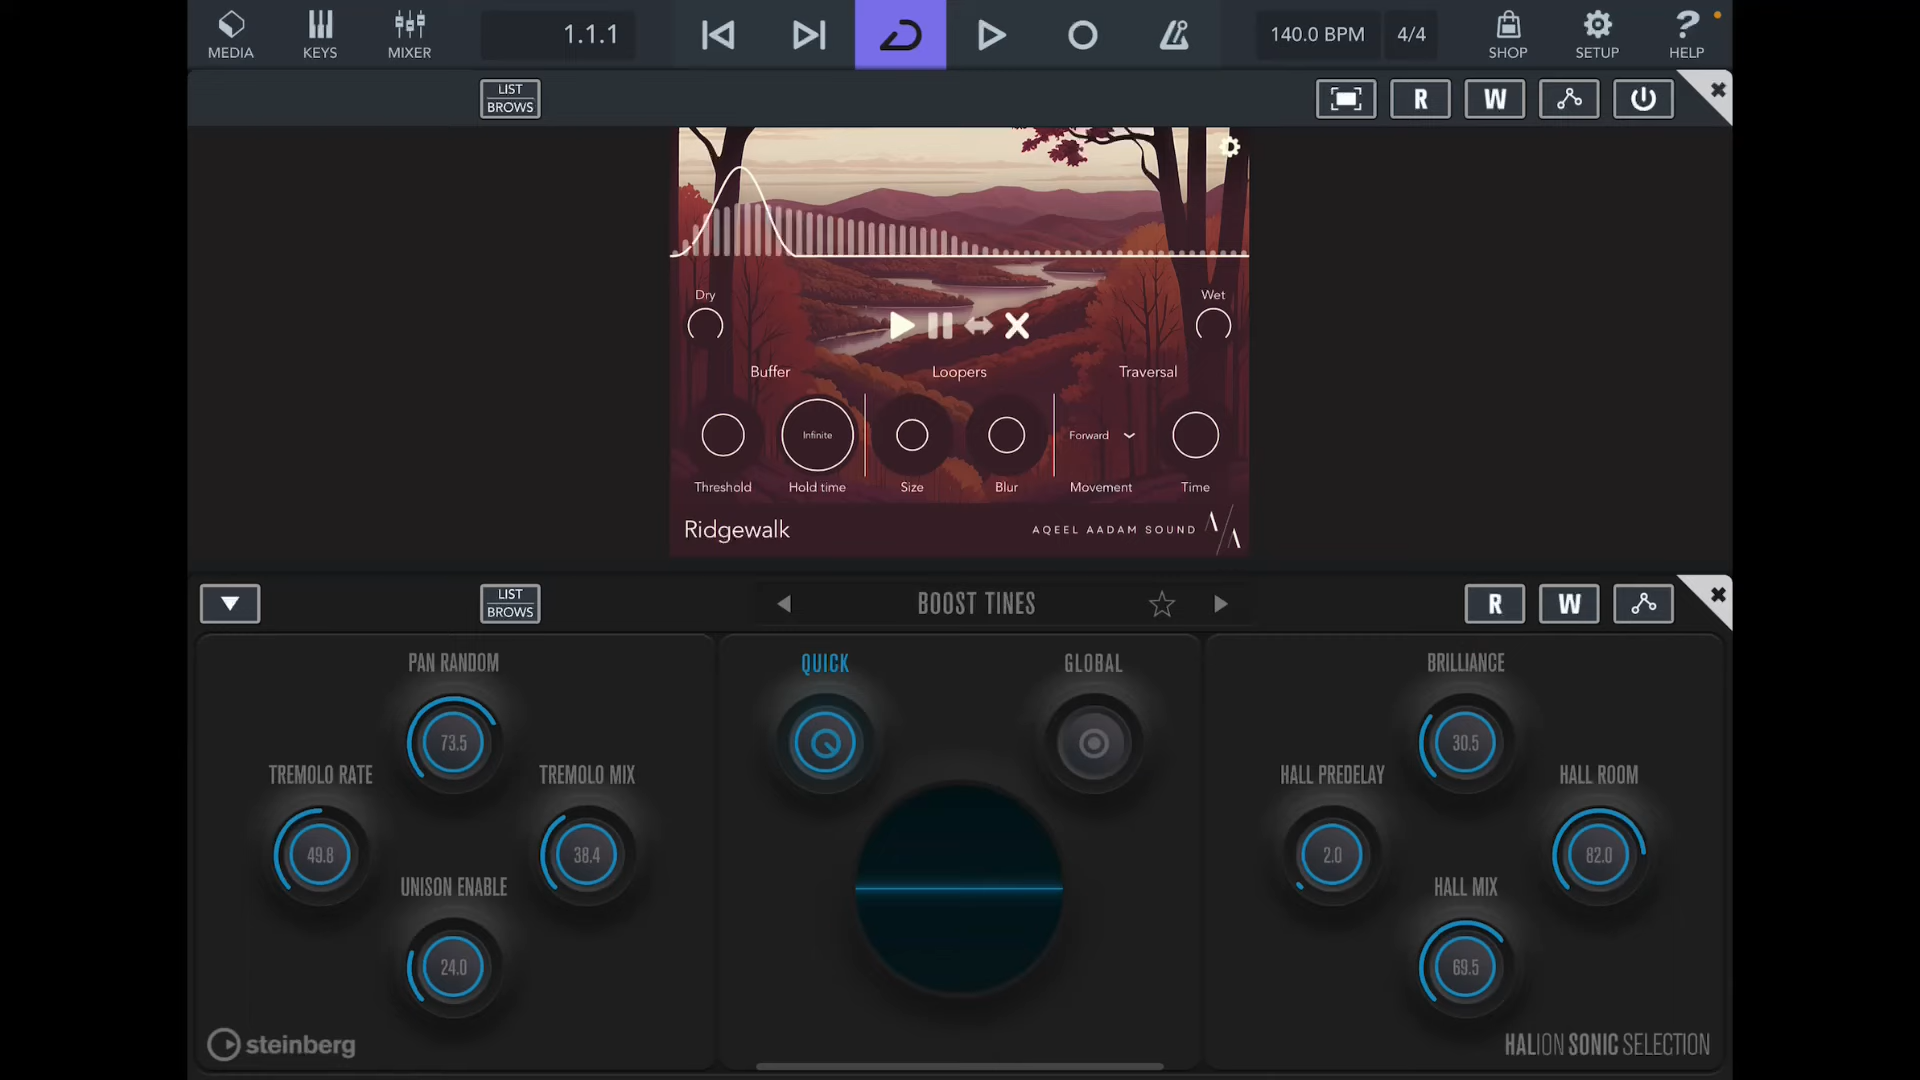 MEDIA
KEYS
MIXER
1.1.1
140.0 BPM
4/4
SHOP
SETUP
HELP
LIST
BROWS
R
W
Dry
Wet
Buffer
Loopers
Traversal
Infinite
Forward
Threshold
Hold time
Size
Blur
Movement
Time
Ridgewalk
AQEEL AADAM SOUND
LIST
BROWS
BOOST TINES
R
W
PAN RANDOM
73.5
TREMOLO RATE
49.8
TREMOLO MIX
38.4
UNISON ENABLE
24.0
QUICK
GLOBAL
BRILLIANCE
30.5
HALL PREDELAY
2.0
HALL ROOM
82.0
HALL MIX
69.5
steinberg
HALION SONIC SELECTION